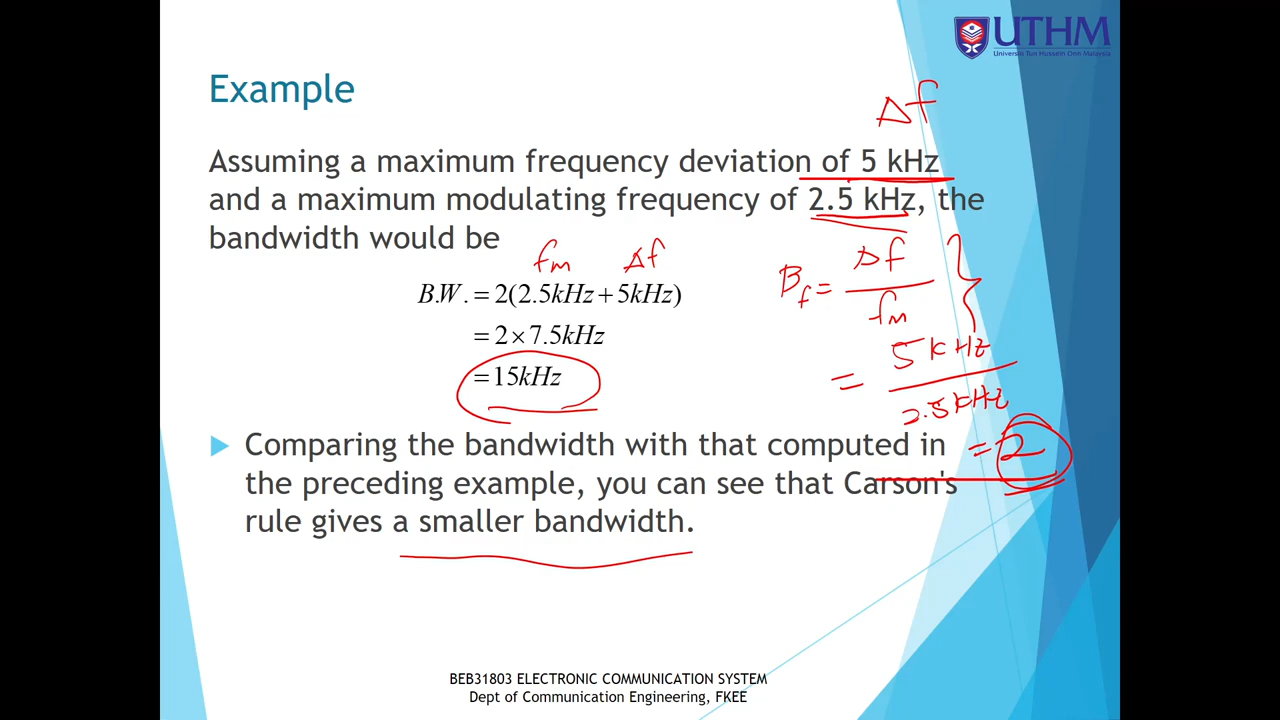 UTHM
Universiti Tun Hussein Onn Malaysia
Example
Δf
Assuming a maximum frequency deviation of 5 kHz
and a maximum modulating frequency of 2.5 kHz, the
bandwidth would be
fm Δf
B.W. = 2(2.5kHz + 5kHz)
= 2 × 7.5kHz
= 15kHz
Bf = Δf / fm
= 5 kHz / 2.5 kHz
= 2
Comparing the bandwidth with that computed in
the preceding example, you can see that Carson's
rule gives a smaller bandwidth.
BEB31803 ELECTRONIC COMMUNICATION SYSTEM
Dept of Communication Engineering, FKEE